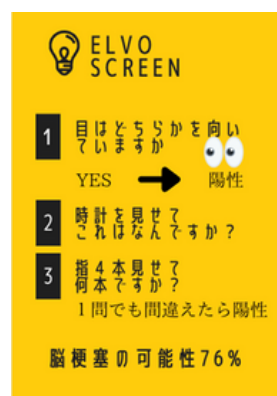 ELVO
SCREEN
1
目はどちらかを向い
ていますか
YES
陽性
2
時計を見せて
これはなんですか？
3
指4本見せて
何本ですか？
1問でも間違えたら陽性
脳梗塞の可能性76%